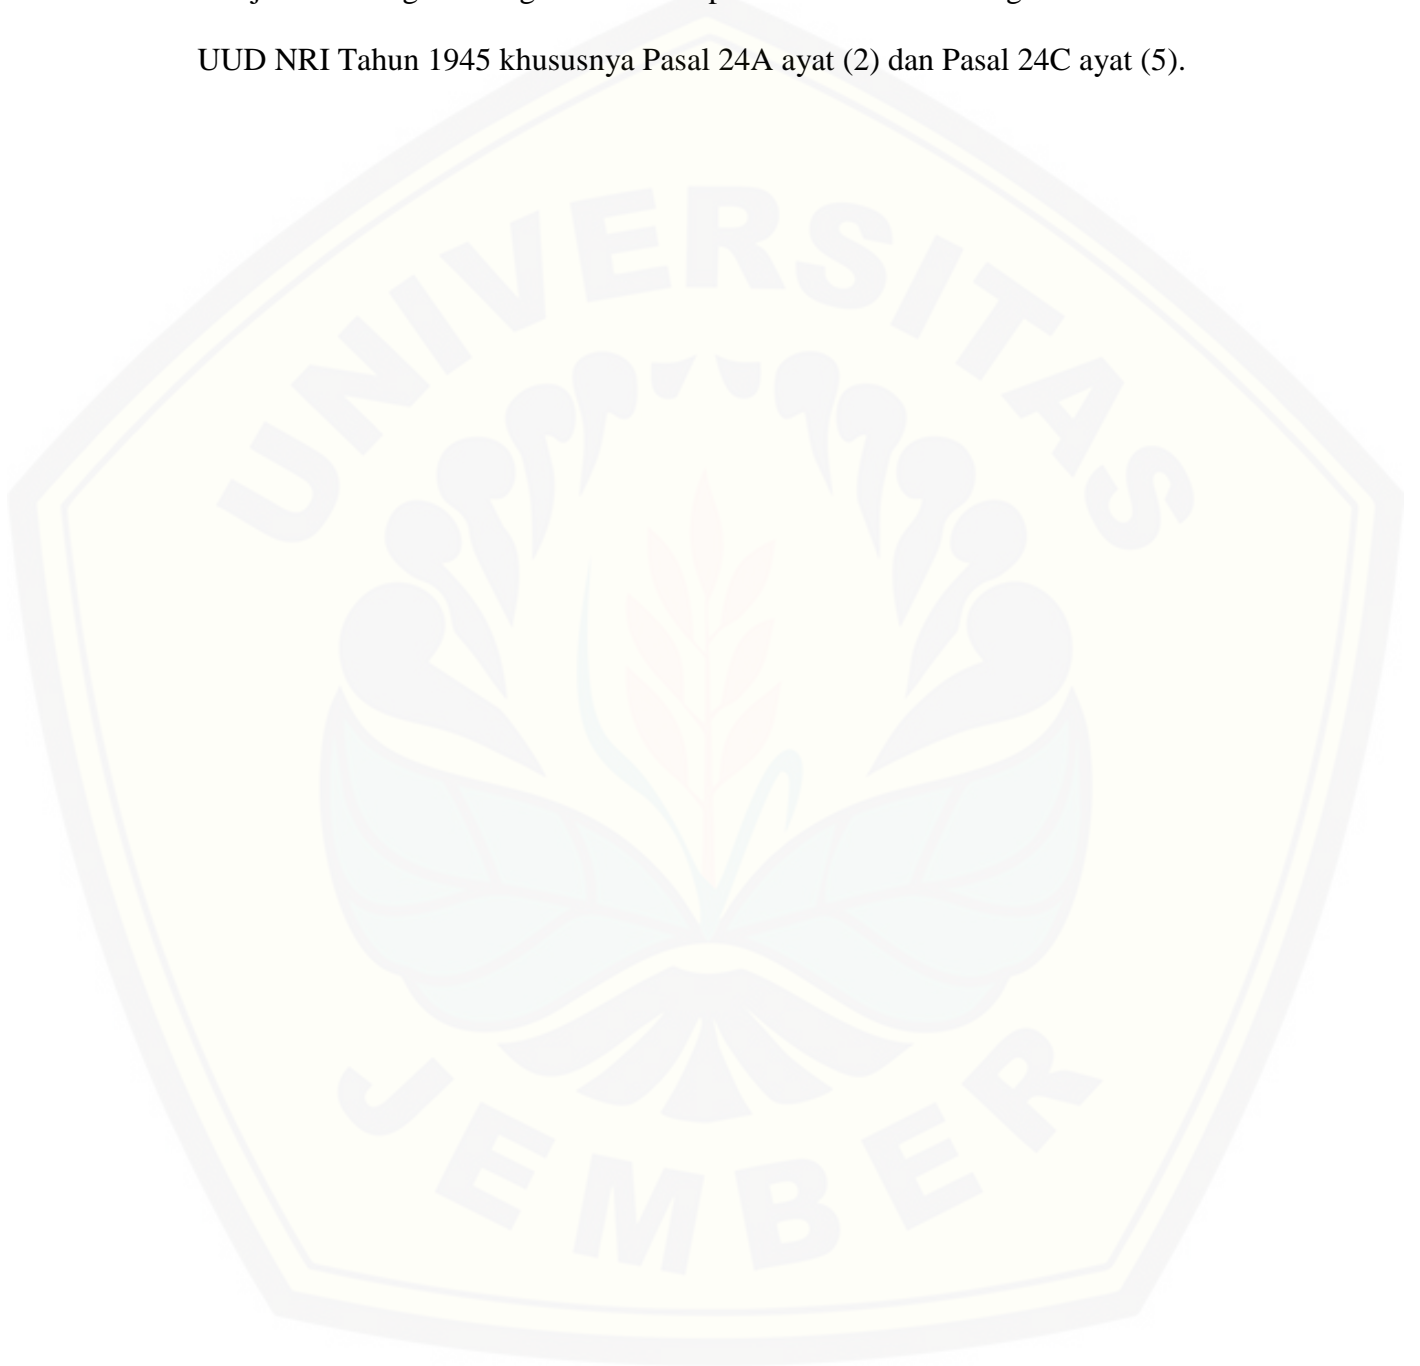 UUD NRI Tahun 1945 khususnya Pasal 24A ayat (2) dan Pasal 24C ayat (5).
UNIVERSITAS
JEMBER